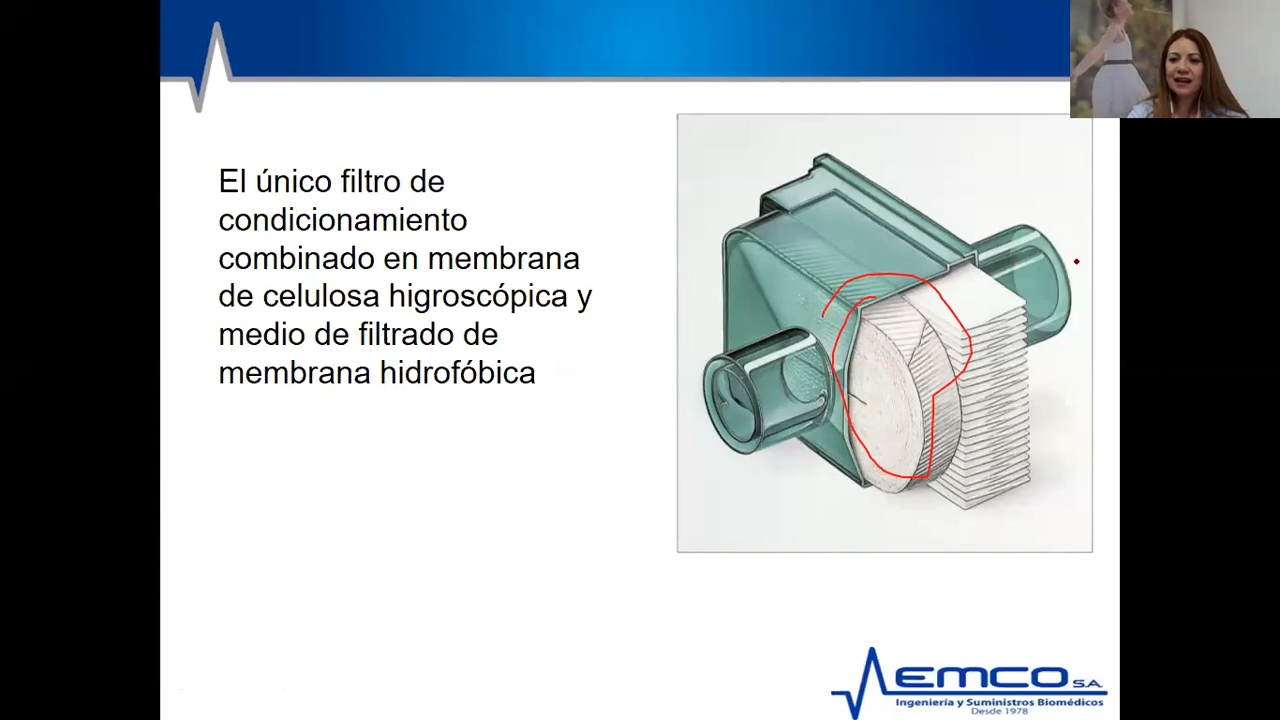 El único filtro de
condicionamiento
combinado en membrana
de celulosa higroscópica y
medio de filtrado de
membrana hidrofóbica
EMCO S.A.
Ingeniería y Suministros Biomédicos
Desde 1978